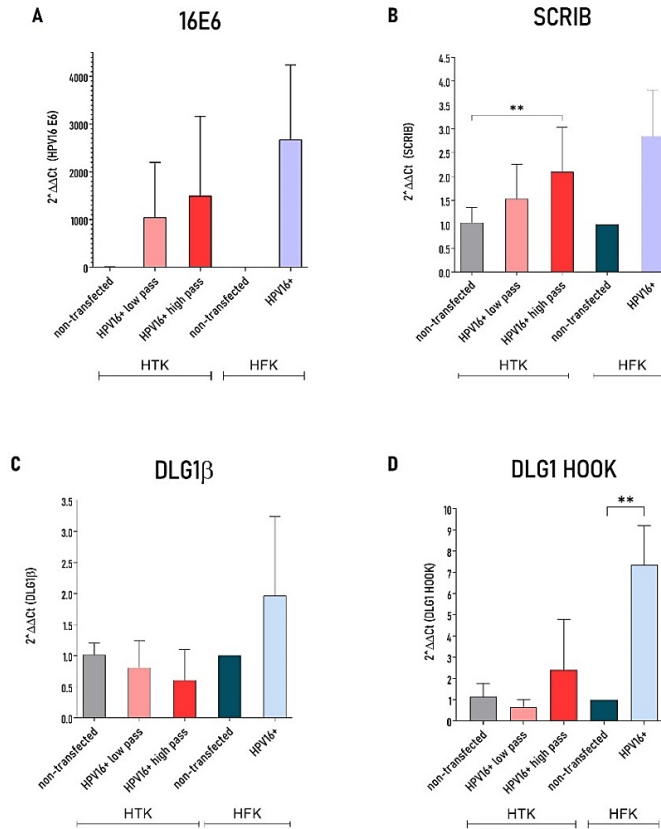 A
16E6
2^ΔΔCt (HPV16 E6)
4000
3000
2000
1000
0
non-transfected
HPV16+ low pass
HPV16+ high pass
non-transfected
HPV16+
HTK
HFK
B
SCRIB
2^ΔΔCt (SCRIB)
4.5
4.0
3.5
3.0
2.5
2.0
1.5
1.0
0.5
0.0
**
non-transfected
HPV16+ low pass
HPV16+ high pass
non-transfected
HPV16+
HTK
HFK
C
DLG1β
2^ΔΔCt (DLG1β)
3.5
3.0
2.5
2.0
1.5
1.0
0.5
0.0
non-transfected
HPV16+ low pass
HPV16+ high pass
non-transfected
HPV16+
HTK
HFK
D
DLG1 HOOK
2^ΔΔCt (DLG1 HOOK)
10
9
8
7
6
5
4
3
2
1
0
**
non-transfected
HPV16+ low pass
HPV16+ high pass
non-transfected
HPV16+
HTK
HFK